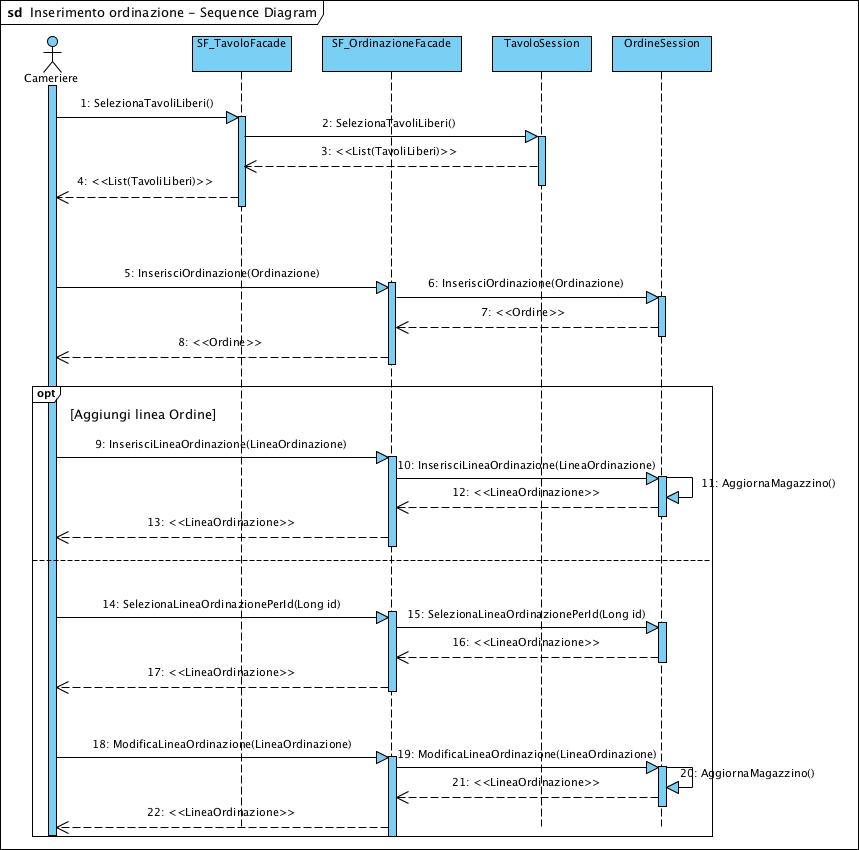 sd Inserimento ordinazione - Sequence Diagram
SF_TavoloFacade
SF_OrdinazioneFacade
TavoloSession
OrdineSession
Cameriere
1: SelezionaTavoliLiberi()
2: SelezionaTavoliLiberi()
3: <<List(TavoliLiberi)>>
4: <<List(TavoliLiberi)>>
5: InserisciOrdinazione(Ordinazione)
6: InserisciOrdinazione(Ordinazione)
7: <<Ordine>>
8: <<Ordine>>
opt
[Aggiungi linea Ordine]
9: InserisciLineaOrdinazione(LineaOrdinazione)
10: InserisciLineaOrdinazione(LineaOrdinazione)
11: AggiornaMagazzino()
12: <<LineaOrdinazione>>
13: <<LineaOrdinazione>>
14: SelezionaLineaOrdinazionePerId(Long id)
15: SelezionaLineaOrdinazionePerId(Long id)
16: <<LineaOrdinazione>>
17: <<LineaOrdinazione>>
18: ModificaLineaOrdinazione(LineaOrdinazione)
19: ModificaLineaOrdinazione(LineaOrdinazione)
20: AggiornaMagazzino()
21: <<LineaOrdinazione>>
22: <<LineaOrdinazione>>